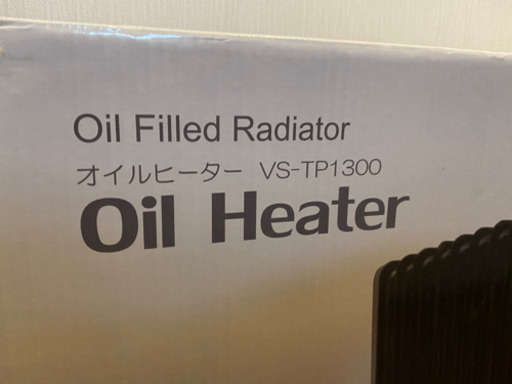 Oil Filled Radiator
オイルヒーター VS-TP1300
Oil Heater